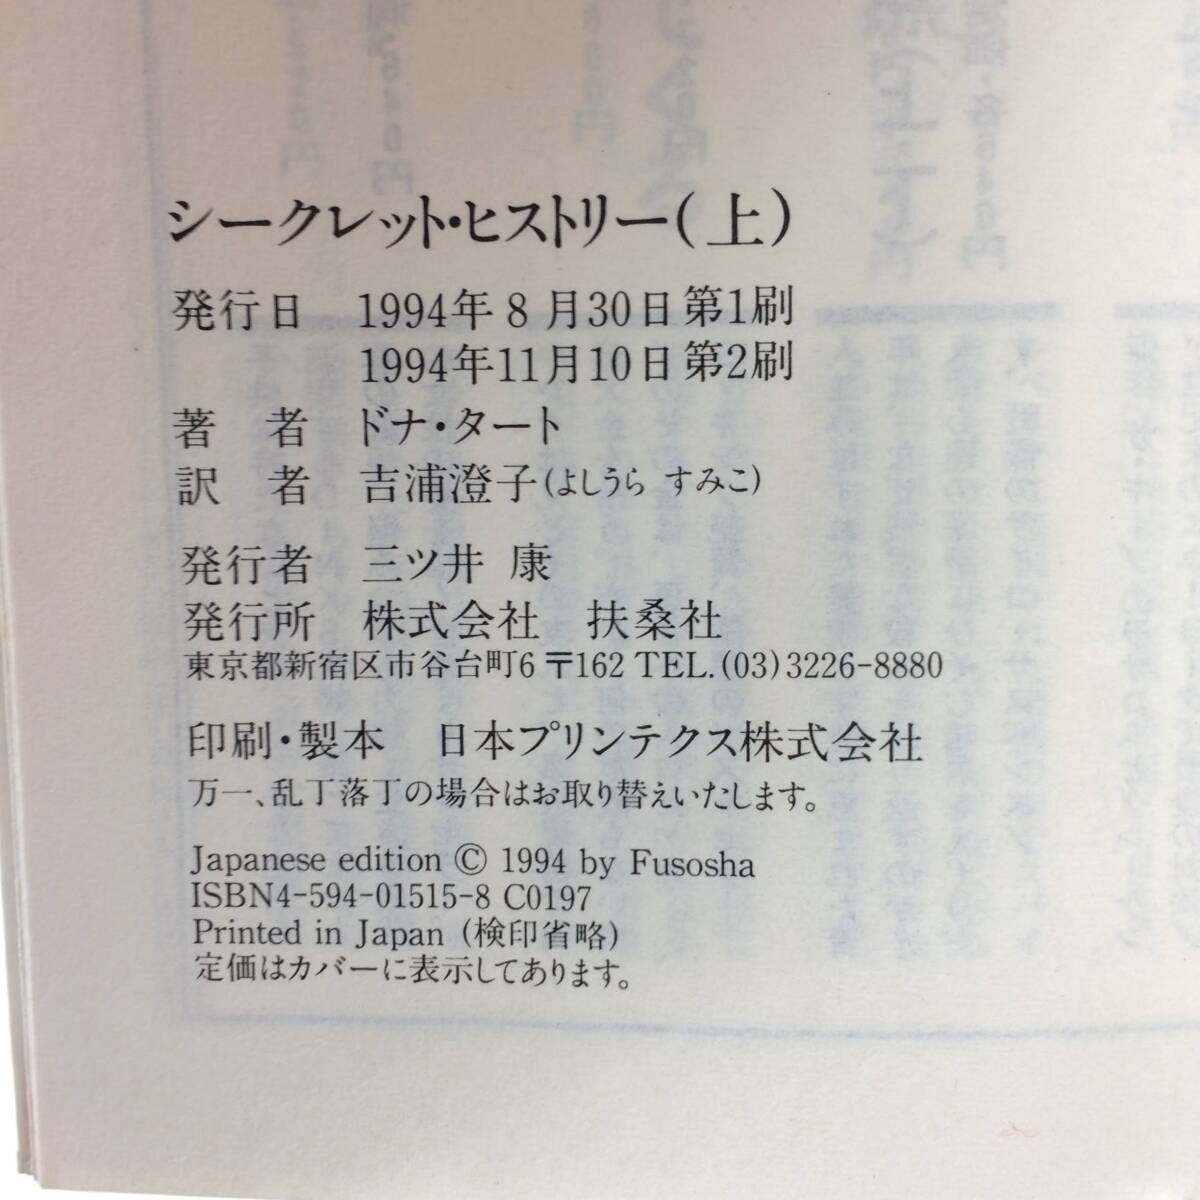 シークレット・ヒストリー(上)
発行日 1994年8月30日第1刷
1994年11月10日第2刷
著 者 ドナ・タート
訳 者 吉浦澄子(よしうら すみこ)
発行者 三ツ井 康
発行所 株式会社 扶桑社
東京都新宿区市谷台町6 〒162 TEL.(03)3226-8880
印刷・製本 日本プリンテクス株式会社
万一、乱丁落丁の場合はお取り替えいたします。
Japanese edition © 1994 by Fusosha
ISBN4-594-01515-8 C0197
Printed in Japan (検印省略)
定価はカバーに表示してあります。